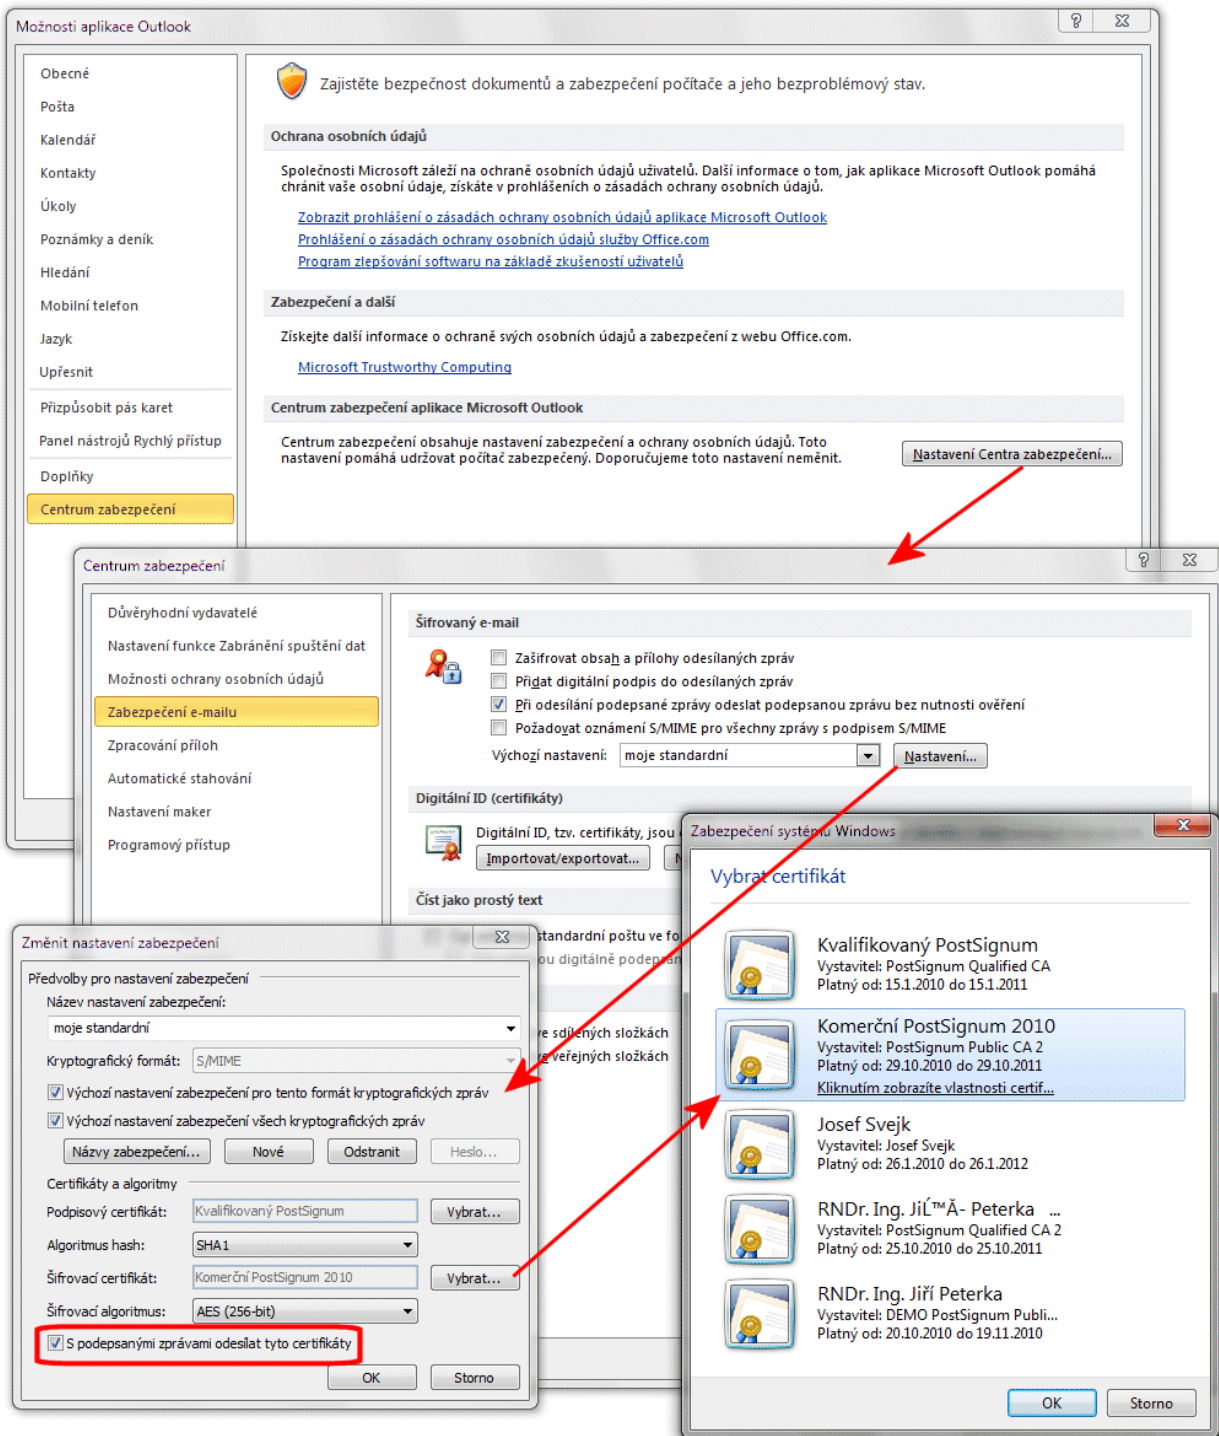 Možnosti aplikace Outlook
Obecné
Pošta
Kalendář
Kontakty
Úkoly
Poznámky a deník
Hledání
Mobilní telefon
Jazyk
Upřesnit
Přizpůsobit pás karet
Panel nástrojů Rychlý přístup
Doplňky
Centrum zabezpečení
Zajistěte bezpečnost dokumentů a zabezpečení počítače a jeho bezproblémový stav.
Ochrana osobních údajů
Společnosti Microsoft záleží na ochraně osobních údajů uživatelů. Další informace o tom, jak aplikace Microsoft Outlook pomáhá
chránit vaše osobní údaje, získáte v prohlášeních o zásadách ochrany osobních údajů.
Zobrazit prohlášení o zásadách ochrany osobních údajů aplikace Microsoft Outlook
Prohlášení o zásadách ochrany osobních údajů služby Office.com
Program zlepšování softwaru na základě zkušeností uživatelů
Zabezpečení a další
Získejte další informace o ochraně svých osobních údajů a zabezpečení z webu Office.com.
Microsoft Trustworthy Computing
Centrum zabezpečení aplikace Microsoft Outlook
Centrum zabezpečení obsahuje nastavení zabezpečení a ochrany osobních údajů. Toto
nastavení pomáhá udržovat počítač zabezpečený. Doporučujeme toto nastavení neměnit.
Nastavení Centra zabezpečení...
Centrum zabezpečení
Důvěryhodní vydavatelé
Nastavení funkce Zabránění spuštění dat
Možnosti ochrany osobních údajů
Zabezpečení e-mailu
Zpracování příloh
Automatické stahování
Nastavení maker
Programový přístup
Šifrovaný e-mail
Zašifrovat obsah a přílohy odesílaných zpráv
Přidat digitální podpis do odesílaných zpráv
Při odesílání podepsané zprávy odeslat podepsanou zprávu bez nutnosti ověření
Požadovat oznámení S/MIME pro všechny zprávy s podpisem S/MIME
Výchozí nastavení: moje standardní Nastavení...
Digitální ID (certifikáty)
Digitální ID, tzv. certifikáty, jsou
Importovat/exportovat... N
Číst jako prostý text
standardní poštu ve fo
ou digitálně podepsan
ve sdílených složkách
ve veřejných složkách
Změnit nastavení zabezpečení
Předvolby pro nastavení zabezpečení
Název nastavení zabezpečení:
moje standardní
Kryptografický formát: S/MIME
Výchozí nastavení zabezpečení pro tento formát kryptografických zpráv
Výchozí nastavení zabezpečení všech kryptografických zpráv
Názvy zabezpečení... Nové Odstranit Heslo...
Certifikáty a algoritmy
Podpisový certifikát: Kvalifikovaný PostSignum Vybrat...
Algoritmus hash: SHA1
Šifrovací certifikát: Komerční PostSignum 2010 Vybrat...
Šifrovací algoritmus: AES (256-bit)
S podepsanými zprávami odesílat tyto certifikáty
OK Storno
Zabezpečení systému Windows
Vybrat certifikát
Kvalifikovaný PostSignum
Vystavitel: PostSignum Qualified CA
Platný od: 15.1.2010 do 15.1.2011
Komerční PostSignum 2010
Vystavitel: PostSignum Public CA 2
Platný od: 29.10.2010 do 29.10.2011
Kliknutím zobrazíte vlastnosti certif...
Josef Svejk
Vystavitel: Josef Svejk
Platný od: 26.1.2010 do 26.1.2012
RNDr. Ing. JiĹ™Ă- Peterka ...
Vystavitel: PostSignum Qualified CA 2
Platný od: 25.10.2010 do 25.10.2011
RNDr. Ing. Jiří Peterka
Vystavitel: DEMO PostSignum Publi...
Platný od: 20.10.2010 do 19.11.2010
OK Storno